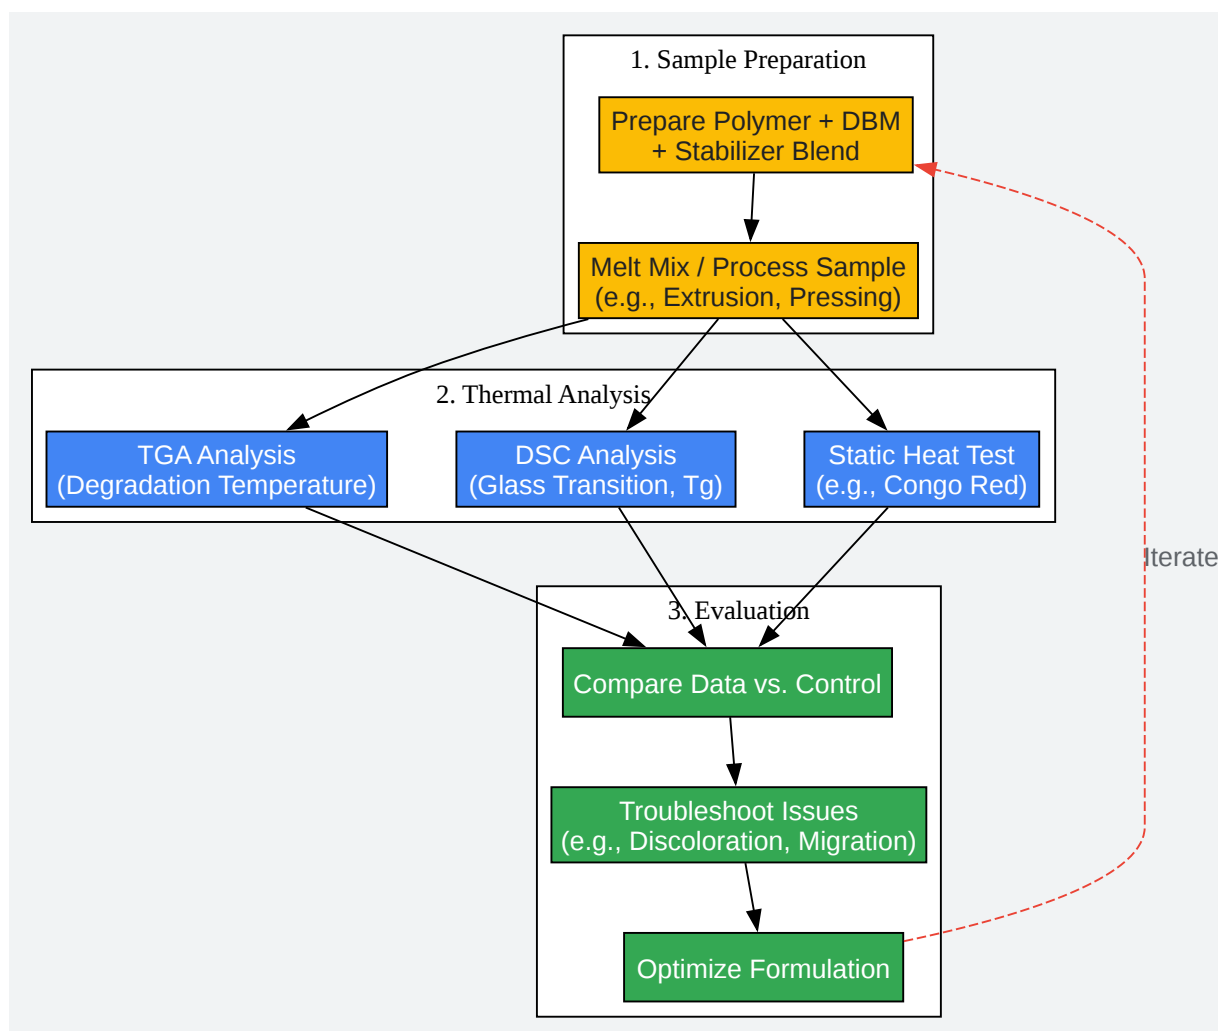 1. Sample Preparation
Prepare Polymer + DBM
+ Stabilizer Blend
Melt Mix / Process Sample
(e.g., Extrusion, Pressing)
2. Thermal Analysis
TGA Analysis
(Degradation Temperature)
DSC Analysis
(Glass Transition, Tg)
Static Heat Test
(e.g., Congo Red)
Iterate
3. Evaluation
Compare Data vs. Control
Troubleshoot Issues
(e.g., Discoloration, Migration)
Optimize Formulation